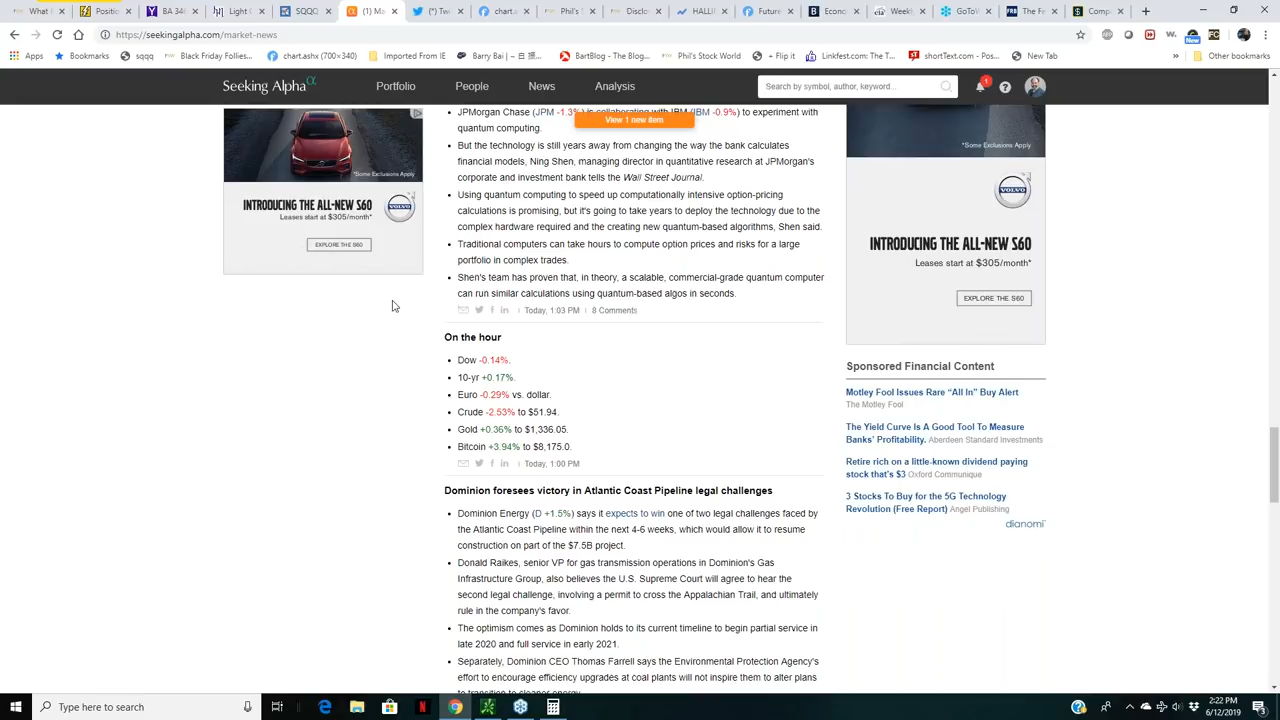 Positic
Market
HALLI
Future
Econc
Inves
Comp
https://seekingalpha.com/market-news
Apps
Bookmarks
sqqq
Black Friday Follies...
chart.ashx (700×340)
Imported From IE
BartBlog - The Blog...
Phil's Stock World
+ Flip it
Linkfest.com: The T...
shortText.com - Pos...
New Tab
»
Other bookmarks
Seeking Alpha α
Portfolio
People
News
Analysis
Search by symbol, author, keyword...
1
JPMorgan Chase (JPM -1.3%) is collaborating with IBM (IBM -0.9%) to experiment with
View 1 new item
quantum computing.
But the technology is still years away from changing the way the bank calculates
financial models, Ning Shen, managing director in quantitative research at JPMorgan's
corporate and investment bank tells the Wall Street Journal.
Using quantum computing to speed up computationally intensive option-pricing
calculations is promising, but it's going to take years to deploy the technology due to the
complex hardware required and the creating new quantum-based algorithms, Shen said.
Traditional computers can take hours to compute option prices and risks for a large
portfolio in complex trades.
Shen's team has proven that, in theory, a scalable, commercial-grade quantum computer
can run similar calculations using quantum-based algos in seconds.
Today, 1:03 PM
8 Comments
On the hour
Dow -0.14%.
10-yr +0.17%.
Euro -0.29% vs. dollar.
Crude -2.53% to $51.94.
Gold +0.36% to $1,336.05.
Bitcoin +3.94% to $8,175.0.
Today, 1:00 PM
Dominion foresees victory in Atlantic Coast Pipeline legal challenges
Dominion Energy (D +1.5%) says it expects to win one of two legal challenges faced by
the Atlantic Coast Pipeline within the next 4-6 weeks, which would allow it to resume
construction on part of the $7.5B project.
Donald Raikes, senior VP for gas transmission operations in Dominion's Gas
Infrastructure Group, also believes the U.S. Supreme Court will agree to hear the
second legal challenge, involving a permit to cross the Appalachian Trail, and ultimately
rule in the company's favor.
The optimism comes as Dominion holds to its current timeline to begin partial service in
late 2020 and full service in early 2021.
Separately, Dominion CEO Thomas Farrell says the Environmental Protection Agency's
effort to encourage efficiency upgrades at coal plants will not inspire them to alter plans
to transition to cleaner energy.
*Some Exclusions Apply
INTRODUCING THE ALL-NEW S60
Leases start at $305/month*
VOLVO
EXPLORE THE S60
*Some Exclusions Apply
VOLVO
INTRODUCING THE ALL-NEW S60
Leases start at $305/month*
EXPLORE THE S60
Sponsored Financial Content
Motley Fool Issues Rare “All In” Buy Alert
The Motley Fool
The Yield Curve Is A Good Tool To Measure
Banks' Profitability. Aberdeen Standard Investments
Retire rich on a little-known dividend paying
stock that's $3 Oxford Communique
3 Stocks To Buy for the 5G Technology
Revolution (Free Report) Angel Publishing
dianomi
Type here to search
2:22 PM
6/12/2019